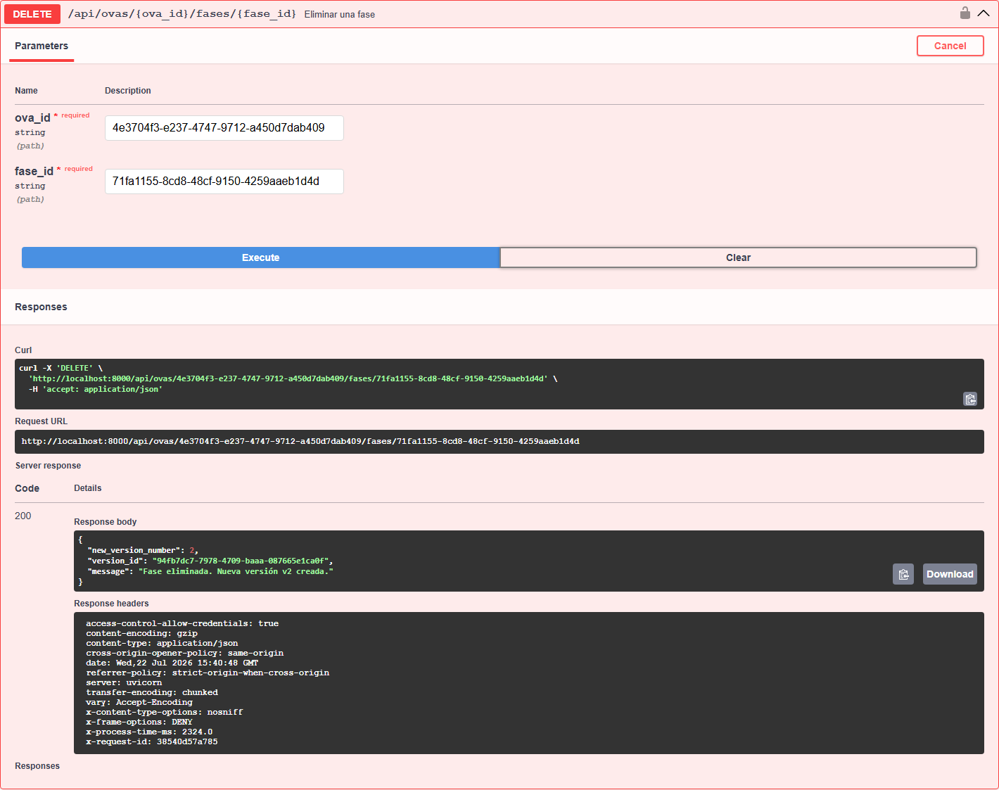 DELETE /api/ovas/{ova_id}/fases/{fase_id} Eliminar una fase
Parameters
Cancel
Name Description
ova_id * required
string
(path)
4e3704f3-e237-4747-9712-a450d7dab409
fase_id * required
string
(path)
71fa1155-8cd8-48cf-9150-4259aaeb1d4d
Execute Clear
Responses
Curl
curl -X 'DELETE' \
'http://localhost:8000/api/ovas/4e3704f3-e237-4747-9712-a450d7dab409/fases/71fa1155-8cd8-48cf-9150-4259aaeb1d4d' \
-H 'accept: application/json'
Request URL
http://localhost:8000/api/ovas/4e3704f3-e237-4747-9712-a450d7dab409/fases/71fa1155-8cd8-48cf-9150-4259aaeb1d4d
Server response
Code Details
200
Response body
{
"new_version_number": 2,
"version_id": "94fb7dc7-7978-4709-baaa-087665e1ca0f",
"message": "Fase eliminada. Nueva versión v2 creada."
}
Download
Response headers
access-control-allow-credentials: true
content-encoding: gzip
content-type: application/json
cross-origin-opener-policy: same-origin
date: Wed,22 Jul 2026 15:40:48 GMT
referrer-policy: strict-origin-when-cross-origin
server: uvicorn
transfer-encoding: chunked
vary: Accept-Encoding
x-content-type-options: nosniff
x-frame-options: DENY
x-process-time-ms: 2324.0
x-request-id: 38540d57a785
Responses